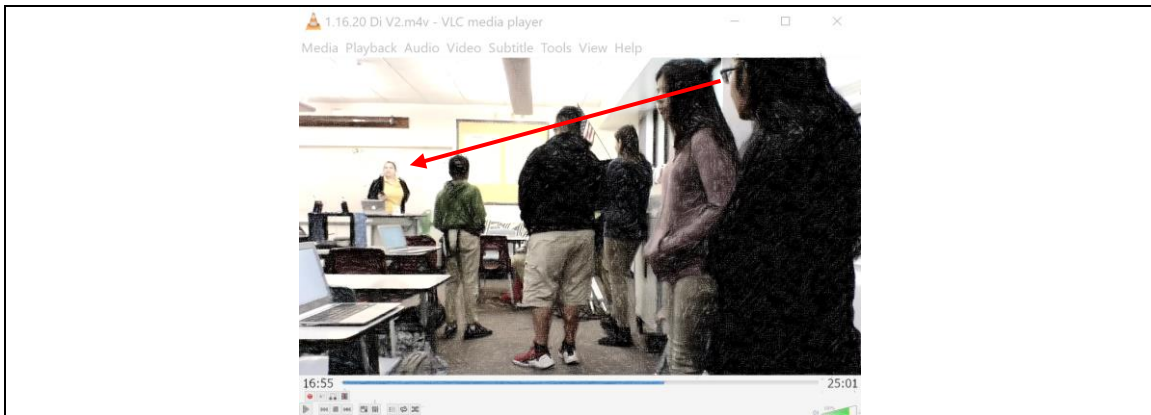 1.16.20 Di V2.m4v - VLC media player
Media Playback Audio Video Subtitle Tools View Help
16:55 25:01